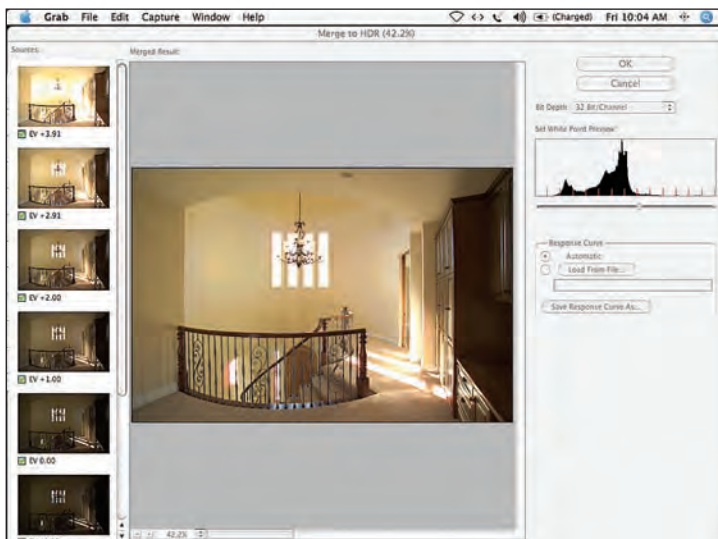 Grab File Edit Capture Window Help (Charged) Fri 10:04 AM
Merge to HDR (42.2%)
Sources:
Merged Result:
EV +3.91
EV +2.91
EV +2.00
EV +1.00
EV 0.00
42.2%
OK
Cancel
Bit Depth: 32 Bit/Channel
Set White Point Preview:
Response Curve
Automatic
Load From File...
Save Response Curve As...